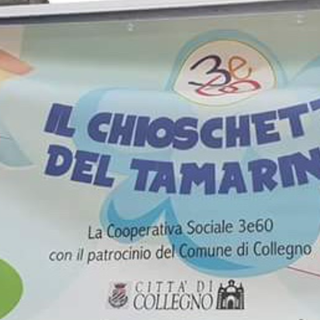 3e60
IL CHIOSCHETT
DEL TAMARIN
La Cooperativa Sociale 3e60
con il patrocinio del Comune di Collegno
CITTÀ DI
COLLEGNO